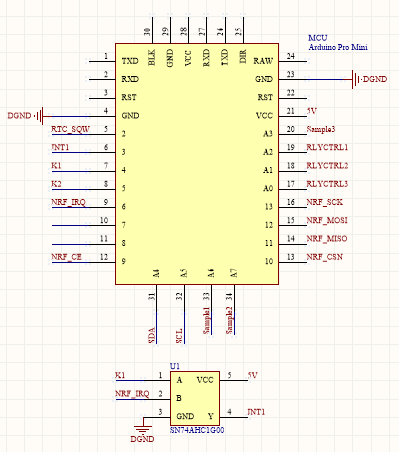 MCU
Arduino Pro Mini
30 29 28 27 26 25
BLK GND VCC RXD TXD DIR
1 TXD RAW 24
2 RXD GND 23 DGND
3 RST RST 22
DGND 4 GND VCC 21 5V
RTC_SQW 5 2 A3 20 Sample3
INT1 6 3 A2 19 RLYCTRL1
K1 7 4 A1 18 RLYCTRL2
K2 8 5 A0 17 RLYCTRL3
NRF_IRQ 9 6 13 16 NRF_SCK
10 7 12 15 NRF_MOSI
11 8 11 14 NRF_MISO
NRF_CE 12 9 10 13 NRF_CSN
A4 A5 A6 A7
31 32 33 34
SDA SCL Sample1 Sample2
U1
K1 1 A VCC 5 5V
NRF_IRQ 2 B
3 GND Y 4 INT1
DGND
SN74AHC1G00